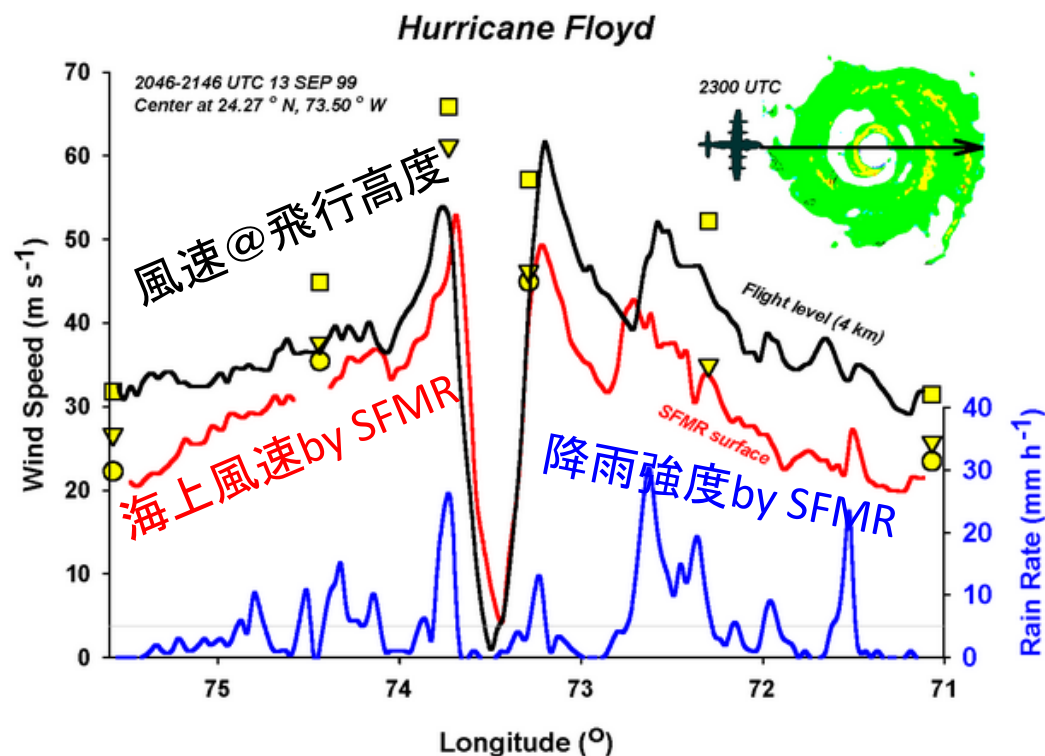 Hurricane Floyd
2046-2146 UTC 13 SEP 99
Center at 24.27 ° N, 73.50 ° W
2300 UTC
風速@飛行高度
Flight level (4 km)
海上風速by SFMR
SFMR surface
降雨強度by SFMR
Wind Speed (m s⁻¹)
70
60
50
40
30
20
10
0
40
30
20
10
0
Rain Rate (mm h⁻¹)
75
74
73
72
71
Longitude (º)